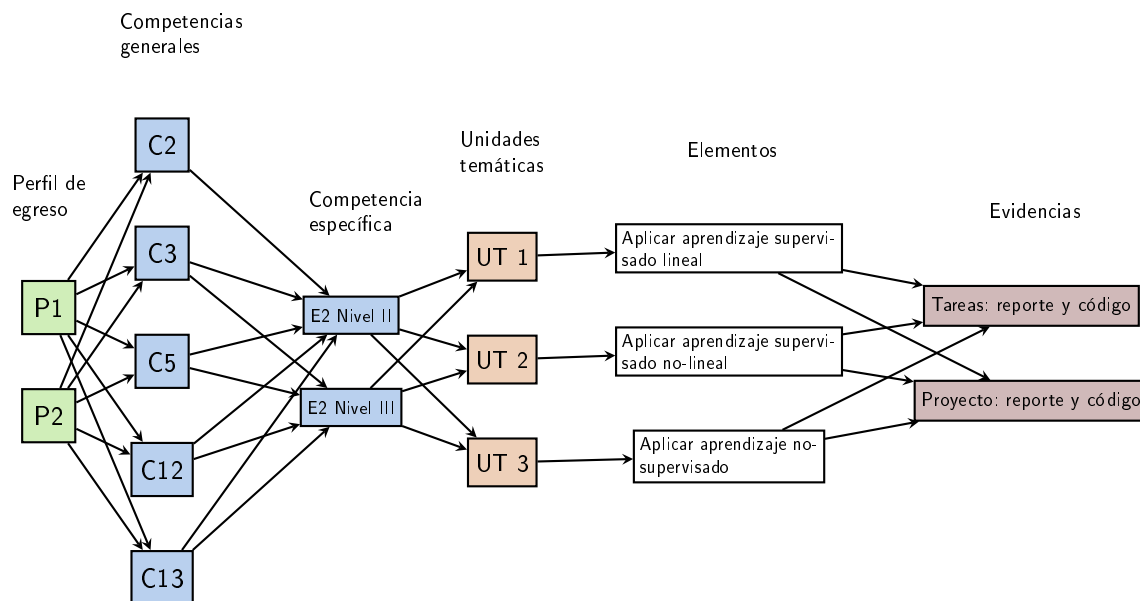 Competencias
generales
Perfil de
egreso
Competencia
específica
Unidades
temáticas
Elementos
Evidencias
P1
P2
C2
C3
C5
C12
C13
E2 Nivel II
E2 Nivel III
UT 1
UT 2
UT 3
Aplicar aprendizaje supervi-
sado lineal
Aplicar aprendizaje supervi-
sado no-lineal
Aplicar aprendizaje no-
supervisado
Tareas: reporte y código
Proyecto: reporte y código